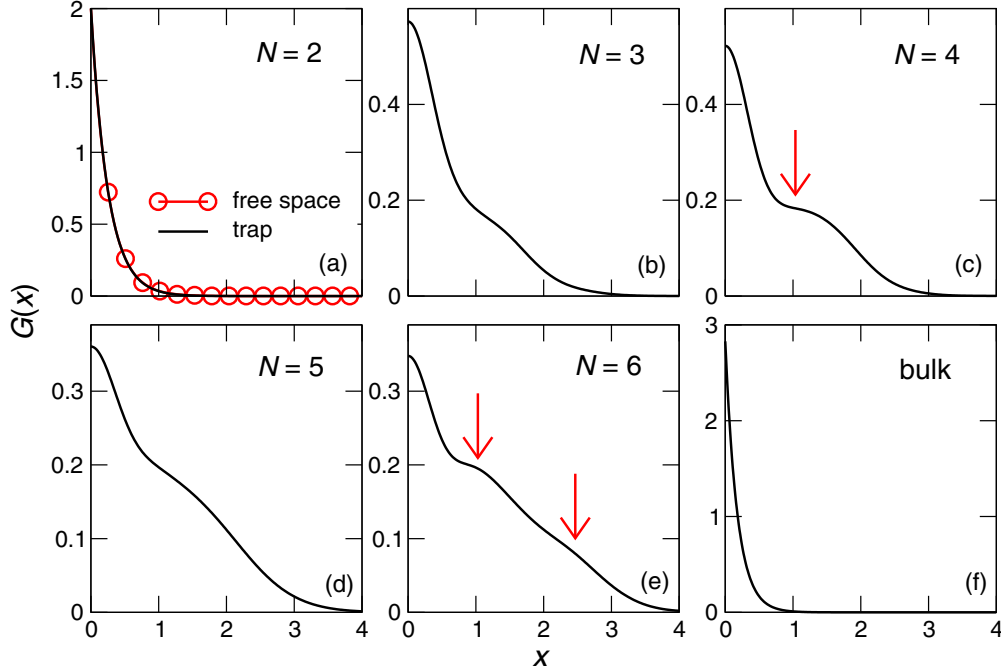 2
1.5
1
0.5
0
N = 2
free space
trap
(a)
0.4
0.2
0
N = 3
(b)
0.4
0.2
0
N = 4
(c)
G(x)
0.3
0.2
0.1
0
N = 5
(d)
0 1 2 3 4
0.3
0.2
0.1
0
N = 6
(e)
0 1 2 3 4
3
2
1
0
bulk
(f)
0 1 2 3 4
x